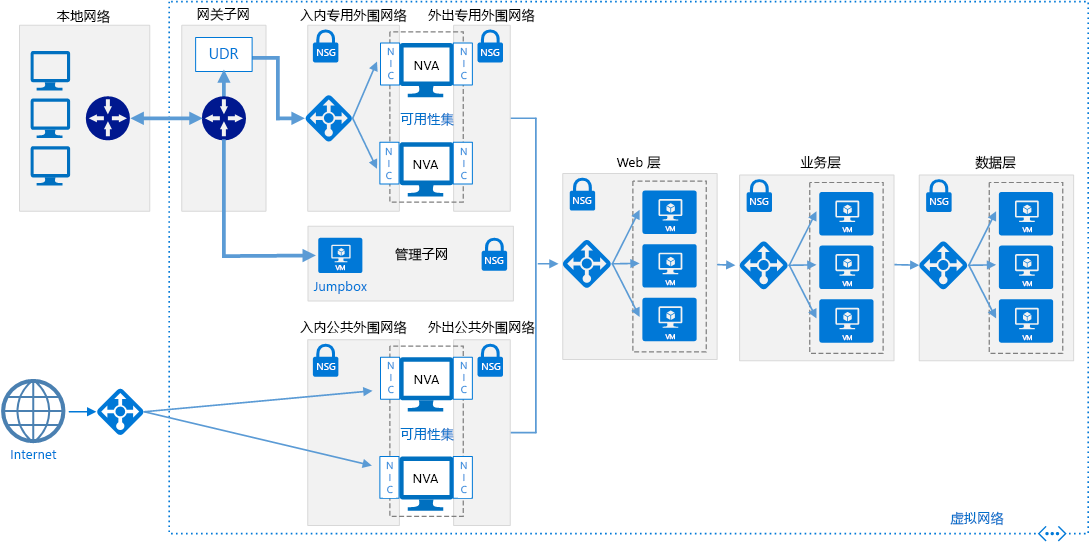 本地网络
网关子网
入内专用外围网络
外出专用外围网络
UDR
NSG
NSG
NIC
NVA
NIC
可用性集
NIC
NVA
NIC
管理子网
NSG
VM
Jumpbox
入内公共外围网络
外出公共外围网络
NSG
NSG
NIC
NVA
NIC
可用性集
NIC
NVA
NIC
Internet
Web 层
NSG
VM
VM
VM
业务层
NSG
VM
VM
VM
数据层
NSG
VM
VM
VM
虚拟网络